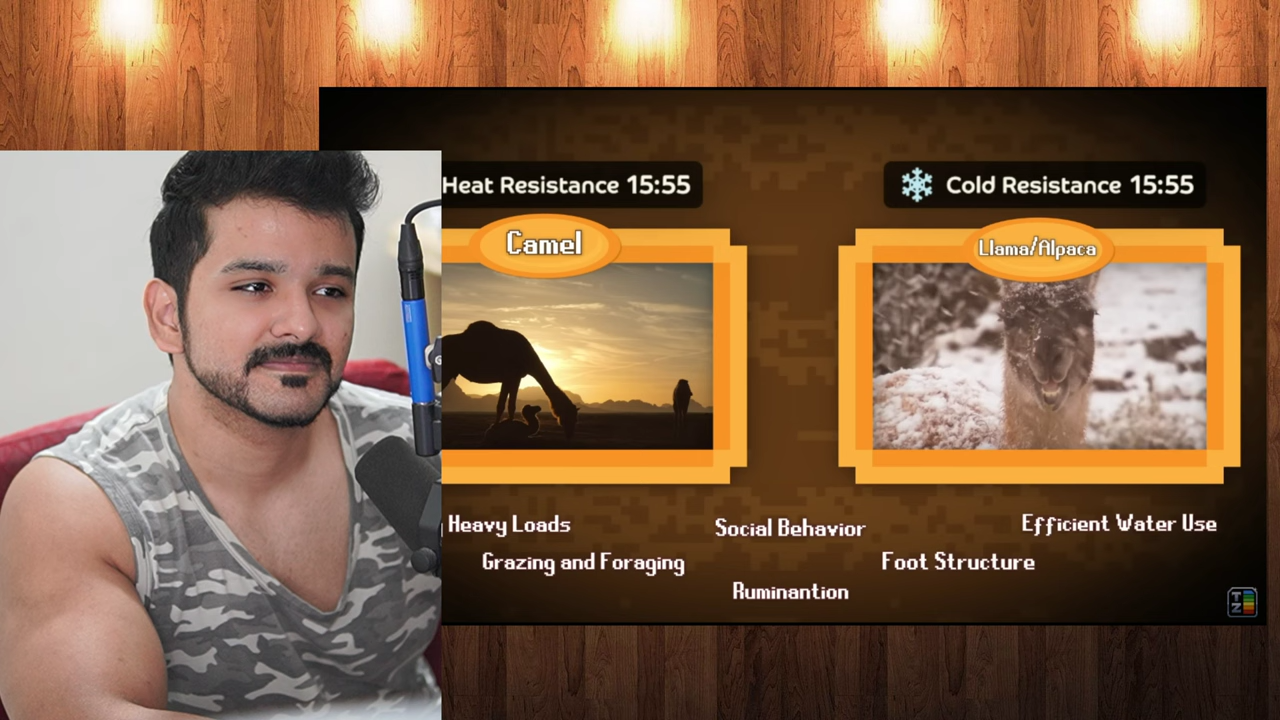 Heat Resistance 15:55
Cold Resistance 15:55
Camel
Llama/Alpaca
Heavy Loads
Social Behavior
Efficient Water Use
Grazing and Foraging
Foot Structure
Ruminantion
TZ